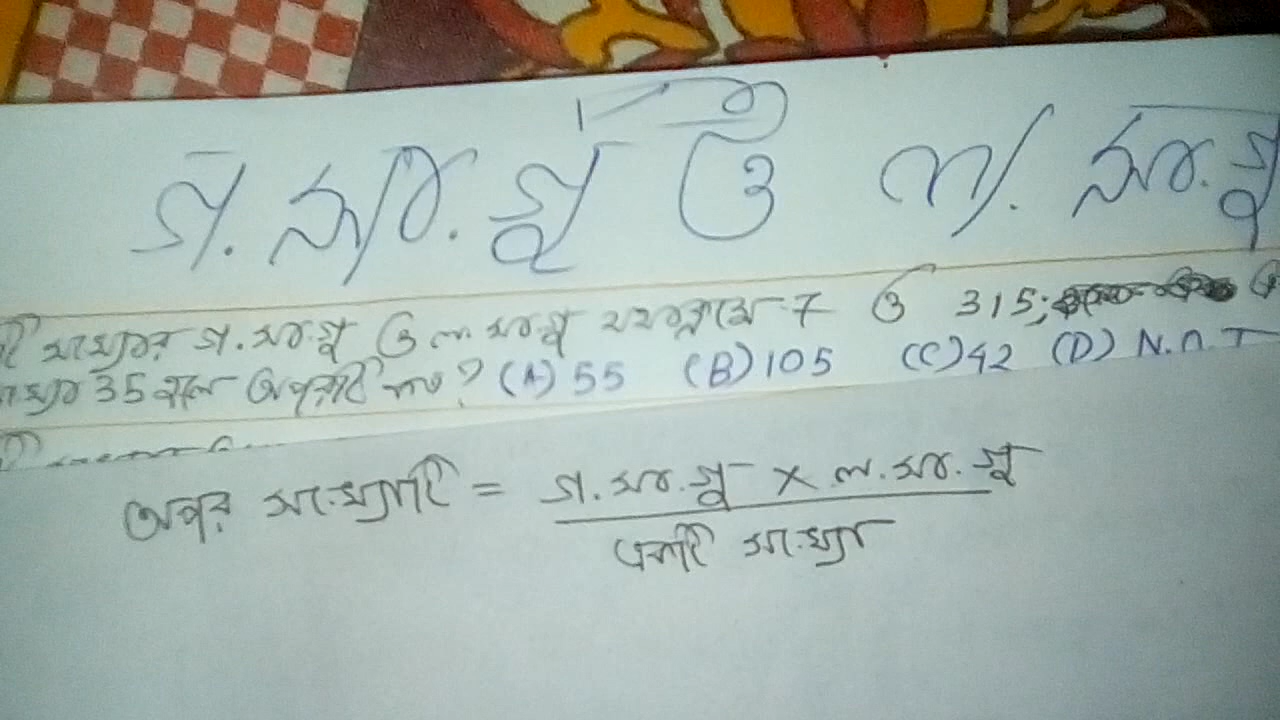 গ.সা.গু ও ল.সা.গু
টি সংখ্যার গ.সা.গু ও ল.সা.গু যথাক্রমে 7 ও 315;
35 হলে অপরটি কত? (A) 55 (B) 105 (C) 42 (D) N.O.T
অপর সংখ্যাটি = গ.সা.গু × ল.সা.গু
একটি সংখ্যা